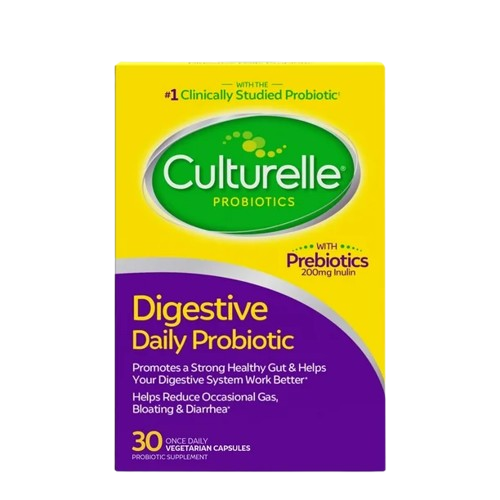 WITH THE
#1 Clinically Studied Probiotic†
Culturelle®
PROBIOTICS
WITH
Prebiotics
200mg Inulin
Digestive
Daily Probiotic
Promotes a Strong Healthy Gut & Helps
Your Digestive System Work Better*
Helps Reduce Occasional Gas,
Bloating & Diarrhea*
30 ONCE DAILY
VEGETARIAN CAPSULES
PROBIOTIC SUPPLEMENT